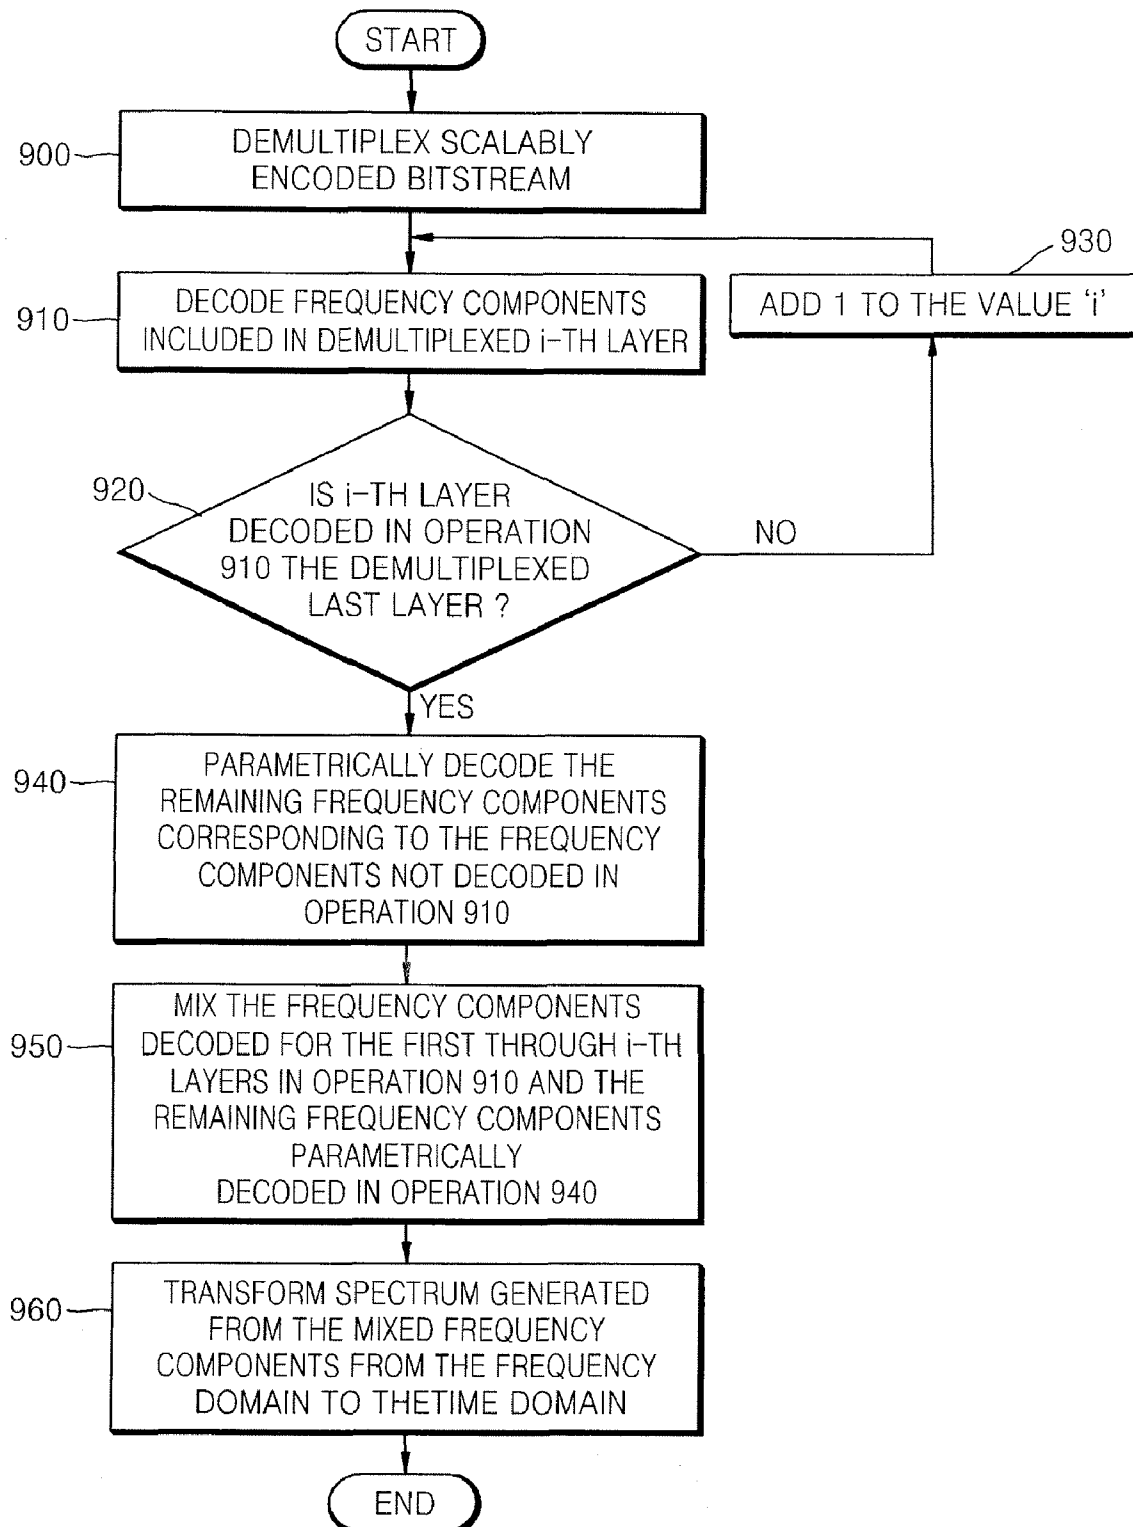 START
900
DEMULTIPLEX SCALABLY
ENCODED BITSTREAM
930
ADD 1 TO THE VALUE ‘i’
910
DECODE FREQUENCY COMPONENTS
INCLUDED IN DEMULTIPLEXED i-TH LAYER
920
IS i-TH LAYER
DECODED IN OPERATION
910 THE DEMULTIPLEXED
LAST LAYER ?
NO
YES
940
PARAMETRICALLY DECODE THE
REMAINING FREQUENCY COMPONENTS
CORRESPONDING TO THE FREQUENCY
COMPONENTS NOT DECODED IN
OPERATION 910
950
MIX THE FREQUENCY COMPONENTS
DECODED FOR THE FIRST THROUGH i-TH
LAYERS IN OPERATION 910 AND THE
REMAINING FREQUENCY COMPONENTS
PARAMETRICALLY
DECODED IN OPERATION 940
960
TRANSFORM SPECTRUM GENERATED
FROM THE MIXED FREQUENCY
COMPONENTS FROM THE FREQUENCY
DOMAIN TO THETIME DOMAIN
END